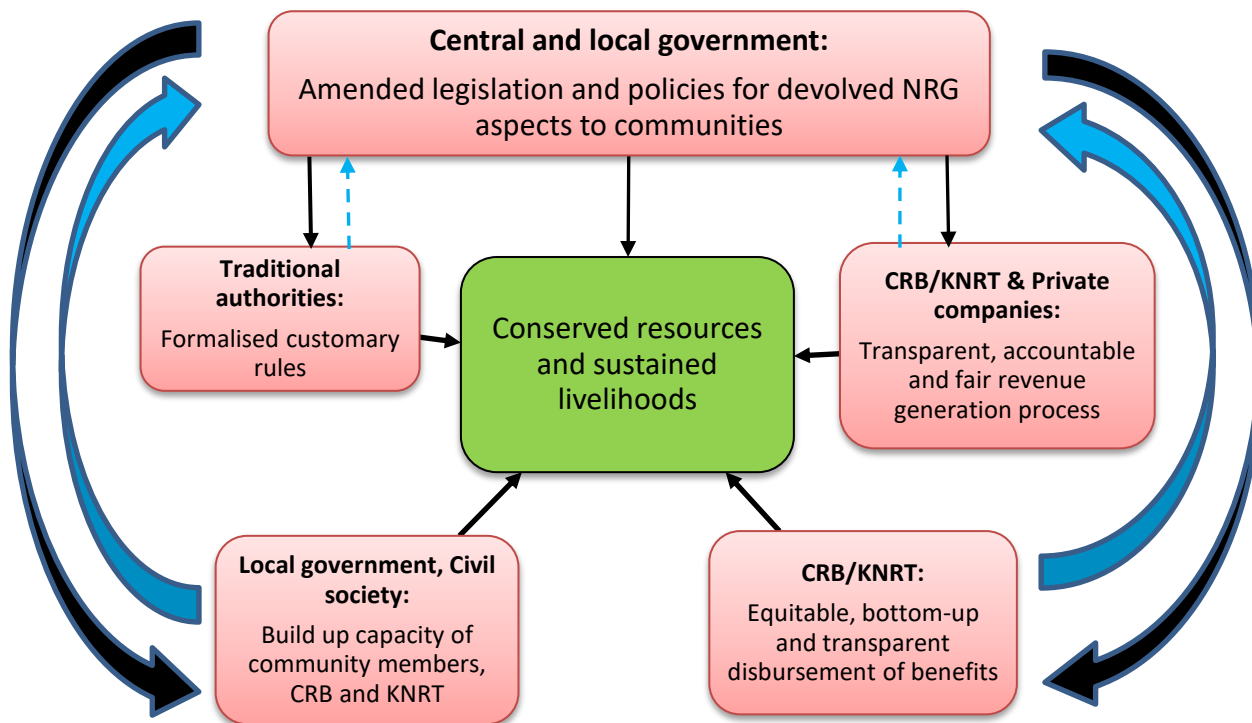 Central and local government:
Amended legislation and policies for devolved NRG
aspects to communities
Traditional
authorities:
Formalised customary
rules
Conserved resources
and sustained
livelihoods
CRB/KNRT & Private
companies:
Transparent, accountable
and fair revenue
generation process
Local government, Civil
society:
Build up capacity of
community members,
CRB and KNRT
CRB/KNRT:
Equitable, bottom-up
and transparent
disbursement of benefits